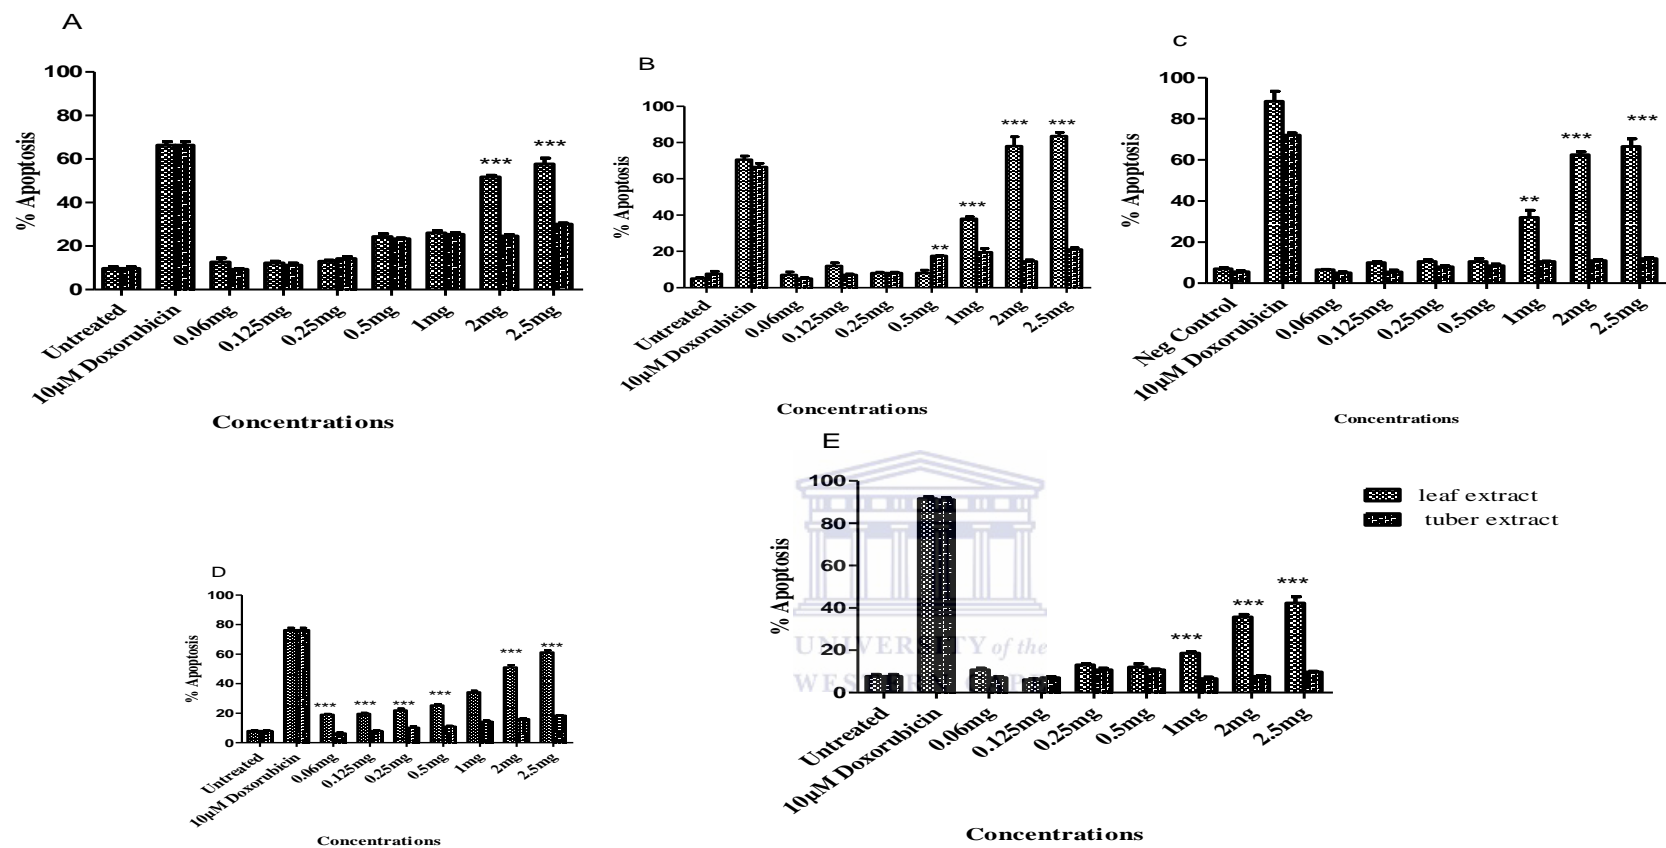 A
100
80
60
40
20
0
% Apoptosis
***
***
Untreated
10µM Doxorubicin
0.06mg
0.125mg
0.25mg
0.5mg
1mg
2mg
2.5mg
Concentrations
B
100
80
60
40
20
0
% Apoptosis
**
***
***
***
Untreated
10µM Doxorubicin
0.06mg
0.125mg
0.25mg
0.5mg
1mg
2mg
2.5mg
Concentrations
C
100
80
60
40
20
0
% Apoptosis
**
***
***
Neg Control
10µM Doxorubicin
0.06mg
0.125mg
0.25mg
0.5mg
1mg
2mg
2.5mg
Concentrations
D
100
80
60
40
20
0
% Apoptosis
***
***
***
***
***
***
Untreated
10µM Doxorubicin
0.06mg
0.125mg
0.25mg
0.5mg
1mg
2mg
2.5mg
Concentrations
E
100
80
60
40
20
0
% Apoptosis
***
***
***
Untreated
10µM Doxorubicin
0.06mg
0.125mg
0.25mg
0.5mg
1mg
2mg
2.5mg
Concentrations
UNIVERSITY of the
leaf extract
tuber extract